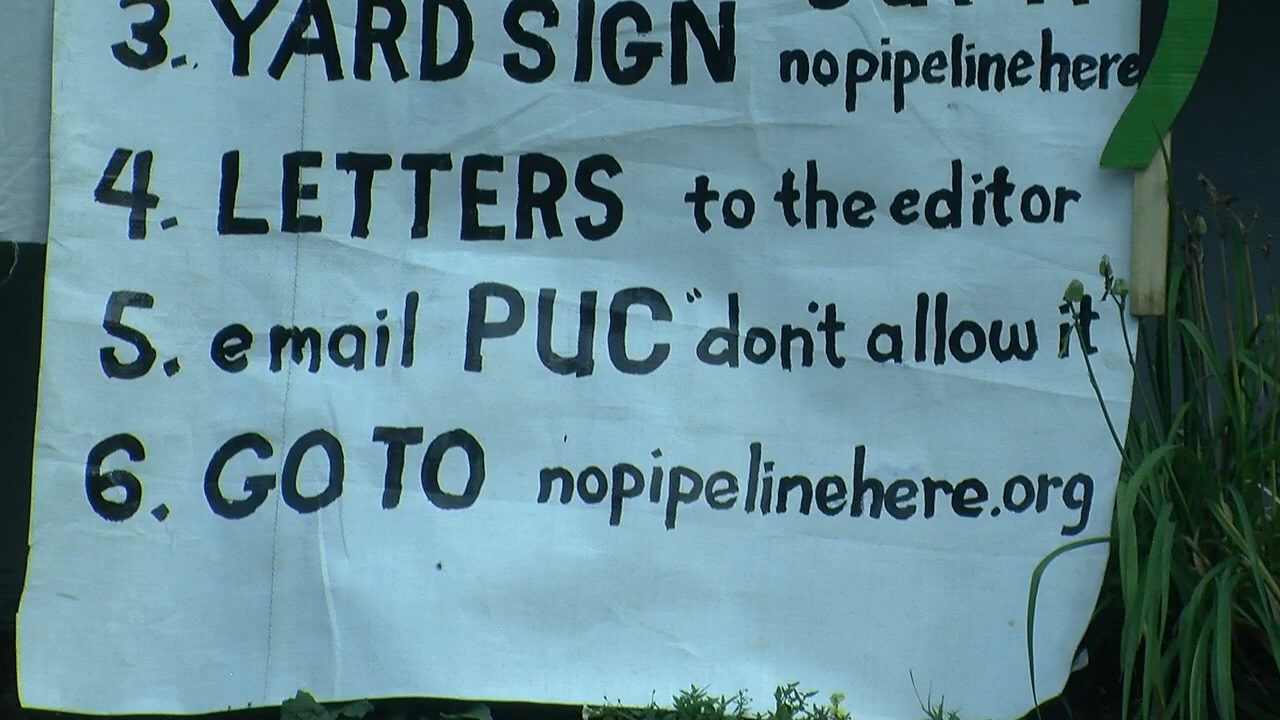 3. YARD SIGN nopipelinehere
4. LETTERS to the editor
5. email PUC "don't allow it
6. GO TO nopipelinehere.org